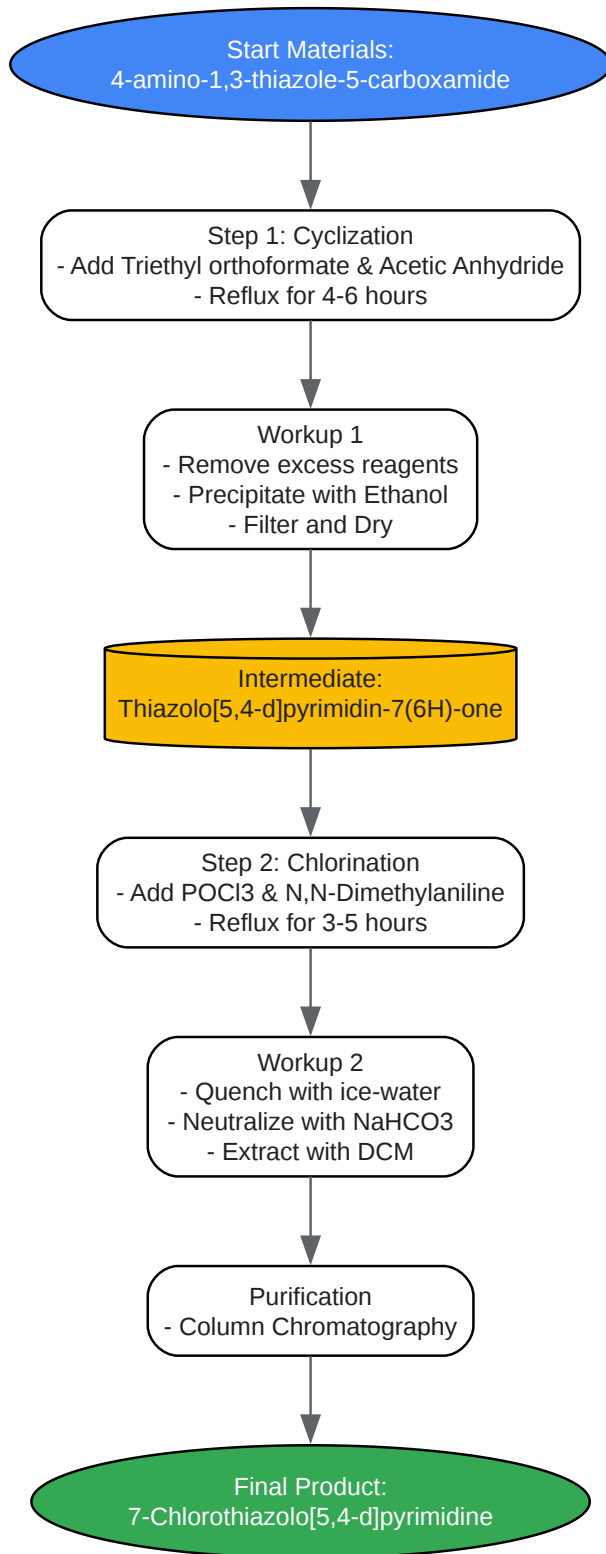 Start Materials:
4-amino-1,3-thiazole-5-carboxamide
Step 1: Cyclization
- Add Triethyl orthoformate & Acetic Anhydride
- Reflux for 4-6 hours
Workup 1
- Remove excess reagents
- Precipitate with Ethanol
- Filter and Dry
Intermediate:
Thiazolo[5,4-d]pyrimidin-7(6H)-one
Step 2: Chlorination
- Add POCl3 & N,N-Dimethylaniline
- Reflux for 3-5 hours
Workup 2
- Quench with ice-water
- Neutralize with NaHCO3
- Extract with DCM
Purification
- Column Chromatography
Final Product:
7-Chlorothiazolo[5,4-d]pyrimidine